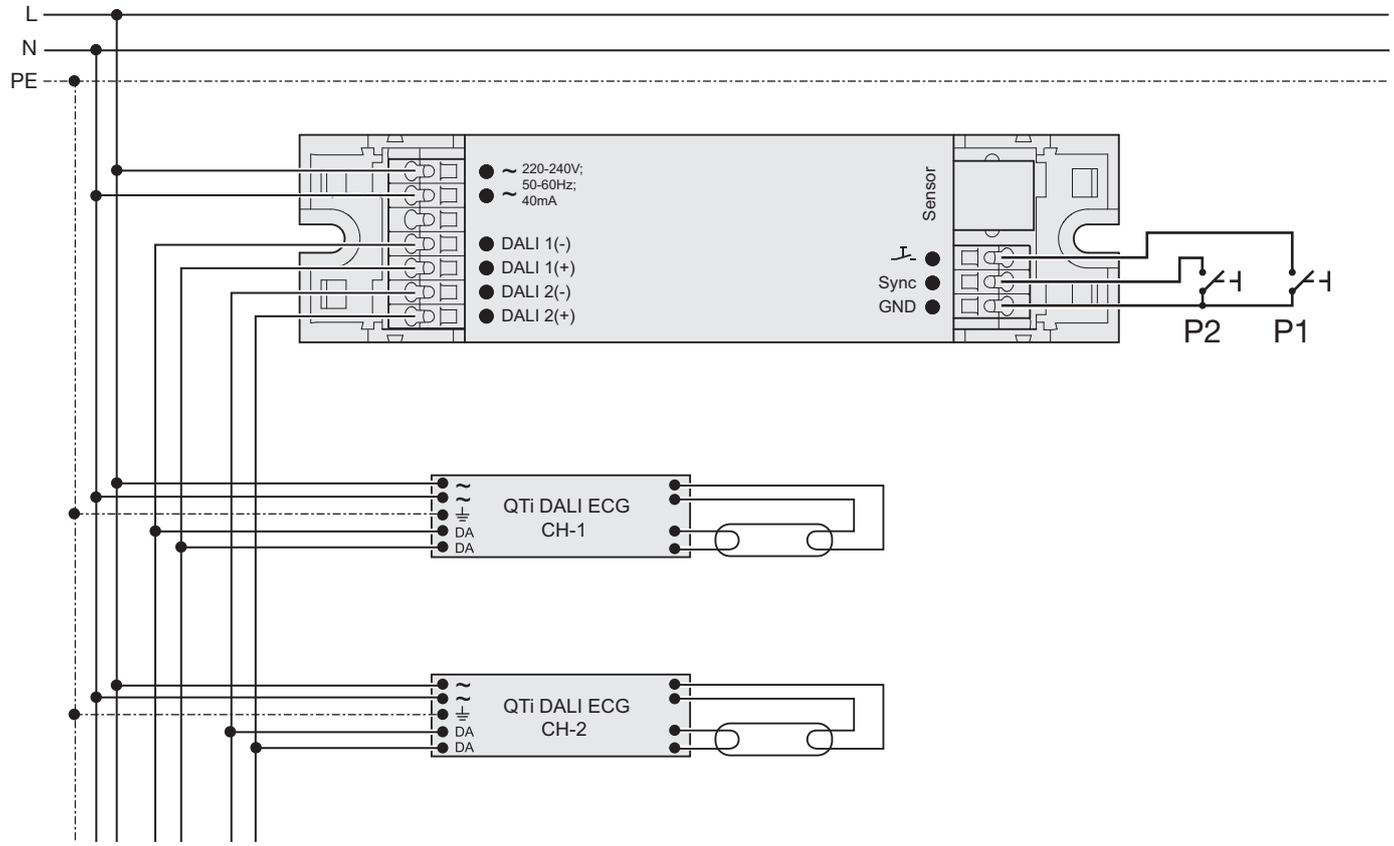 L
N
PE
~ 220-240V;
50-60Hz;
~ 40mA
DALI 1(-)
DALI 1(+)
DALI 2(-)
DALI 2(+)
Sensor
Sync
GND
P2
P1
~
~
DA
DA
QTi DALI ECG
CH-1
~
~
DA
DA
QTi DALI ECG
CH-2